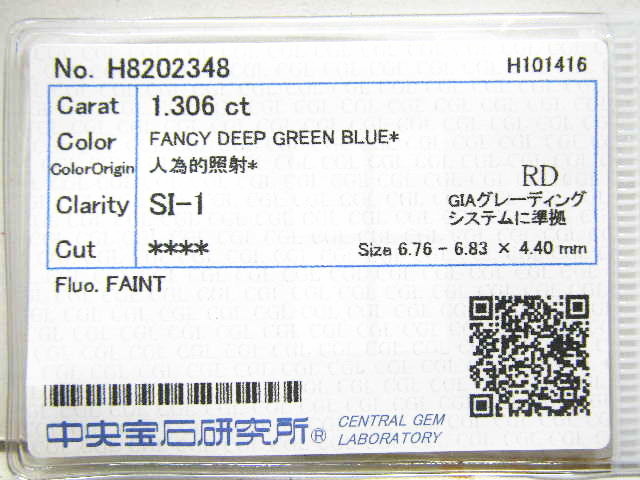 No. H8202348 H101416
Carat 1.306 ct
Color FANCY DEEP GREEN BLUE*
ColorOrigin 人為的照射*
RD
Clarity SI-1 GIAグレーディング
システムに準拠
Cut **** Size 6.76 - 6.83 × 4.40 mm
Fluo. FAINT
中央宝石研究所® CENTRAL GEM
LABORATORY